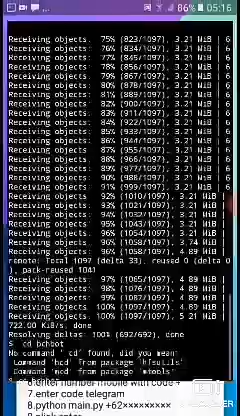 86% 05:16
Receiving objects: 75% (823/1097), 3.21 MiB | 6
Receiving objects: 76% (834/1097), 3.21 MiB | 6
Receiving objects: 77% (845/1097), 3.21 MiB | 6
Receiving objects: 78% (856/1097), 3.21 MiB | 6
Receiving objects: 79% (867/1097), 3.21 MiB | 6
Receiving objects: 80% (878/1097), 3.21 MiB | 6
Receiving objects: 81% (889/1097), 3.21 MiB | 6
Receiving objects: 82% (900/1097), 3.21 MiB | 6
Receiving objects: 83% (911/1097), 3.21 MiB | 6
Receiving objects: 84% (922/1097), 3.21 MiB | 6
Receiving objects: 85% (933/1097), 3.21 MiB | 6
Receiving objects: 86% (944/1097), 3.21 MiB | 6
Receiving objects: 87% (955/1097), 3.21 MiB | 6
Receiving objects: 88% (966/1097), 3.21 MiB | 6
Receiving objects: 89% (977/1097), 3.21 MiB | 6
Receiving objects: 90% (988/1097), 3.21 MiB | 6
Receiving objects: 91% (999/1097), 3.21 MiB | 6
Receiving objects: 92% (1010/1097), 3.21 MiB |
Receiving objects: 93% (1021/1097), 3.21 MiB |
Receiving objects: 94% (1032/1097), 3.21 MiB |
Receiving objects: 95% (1043/1097), 3.21 MiB |
Receiving objects: 96% (1054/1097), 3.21 MiB |
Receiving objects: 96% (1058/1097), 3.74 MiB |
Receiving objects: 96% (1058/1097), 4.89 MiB |
remote: Total 1097 (delta 33), reused 0 (delta 0
), pack-reused 1041
Receiving objects: 97% (1065/1097), 4.89 MiB |
Receiving objects: 98% (1076/1097), 4.89 MiB |
Receiving objects: 99% (1087/1097), 4.89 MiB |
Receiving objects: 100% (1097/1097), 4.89 MiB |
Receiving objects: 100% (1097/1097), 5.21 MiB |
722.00 KiB/s, done.
Resolving deltas: 100% (692/692), done.
$ cd bchbot
No command 'cd' found, did you mean:
Command 'hcd' from package 'hfsutils'
Command 'mcd' from package 'mtools'
6.enter number mobile with code +
7.enter code telegram
8.python main.py +62×××××××××